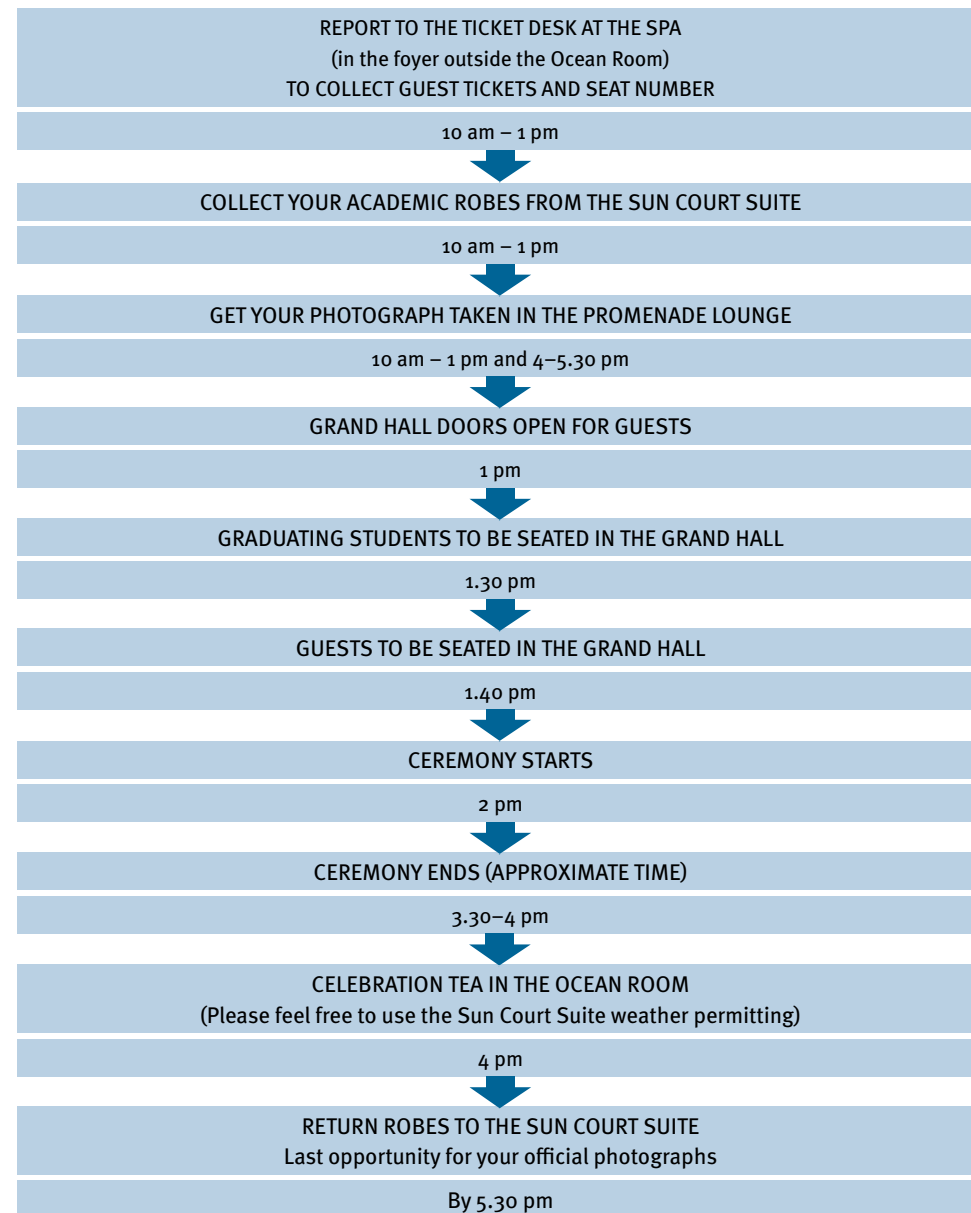 REPORT TO THE TICKET DESK AT THE SPA
(in the foyer outside the Ocean Room)
TO COLLECT GUEST TICKETS AND SEAT NUMBER
10 am – 1 pm
COLLECT YOUR ACADEMIC ROBES FROM THE SUN COURT SUITE
10 am – 1 pm
GET YOUR PHOTOGRAPH TAKEN IN THE PROMENADE LOUNGE
10 am – 1 pm and 4–5.30 pm
GRAND HALL DOORS OPEN FOR GUESTS
1 pm
GRADUATING STUDENTS TO BE SEATED IN THE GRAND HALL
1.30 pm
GUESTS TO BE SEATED IN THE GRAND HALL
1.40 pm
CEREMONY STARTS
2 pm
CEREMONY ENDS (APPROXIMATE TIME)
3.30–4 pm
CELEBRATION TEA IN THE OCEAN ROOM
(Please feel free to use the Sun Court Suite weather permitting)
4 pm
RETURN ROBES TO THE SUN COURT SUITE
Last opportunity for your official photographs
By 5.30 pm